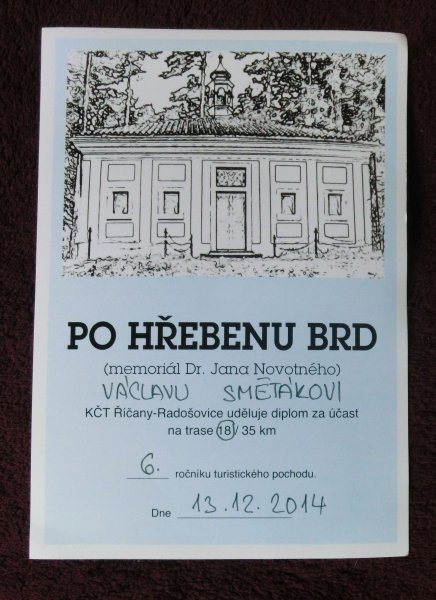 PO HŘEBENU BRD
(memoriál Dr. Jana Novotného)
VÁCLAVU SMĚTÁKOVI
KČT Říčany-Radošovice uděluje diplom za účast
na trase 18 / 35 km
6. ročníku turistického pochodu.
Dne 13.12.2014